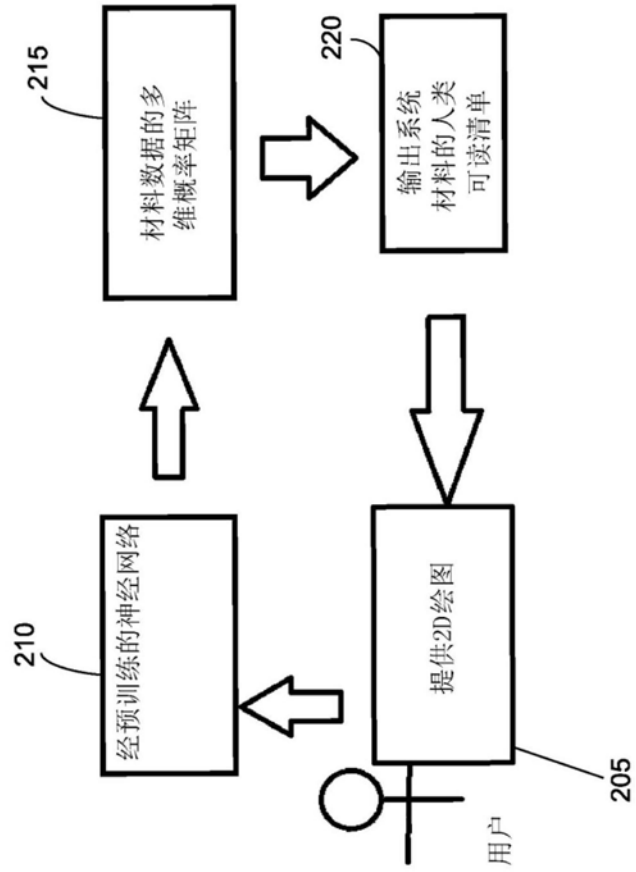 215
材料数据的多
维概率矩阵
220
输出系统
材料的人类
可读清单
210
经预训练的神经网络
提供2D绘图
205
用户